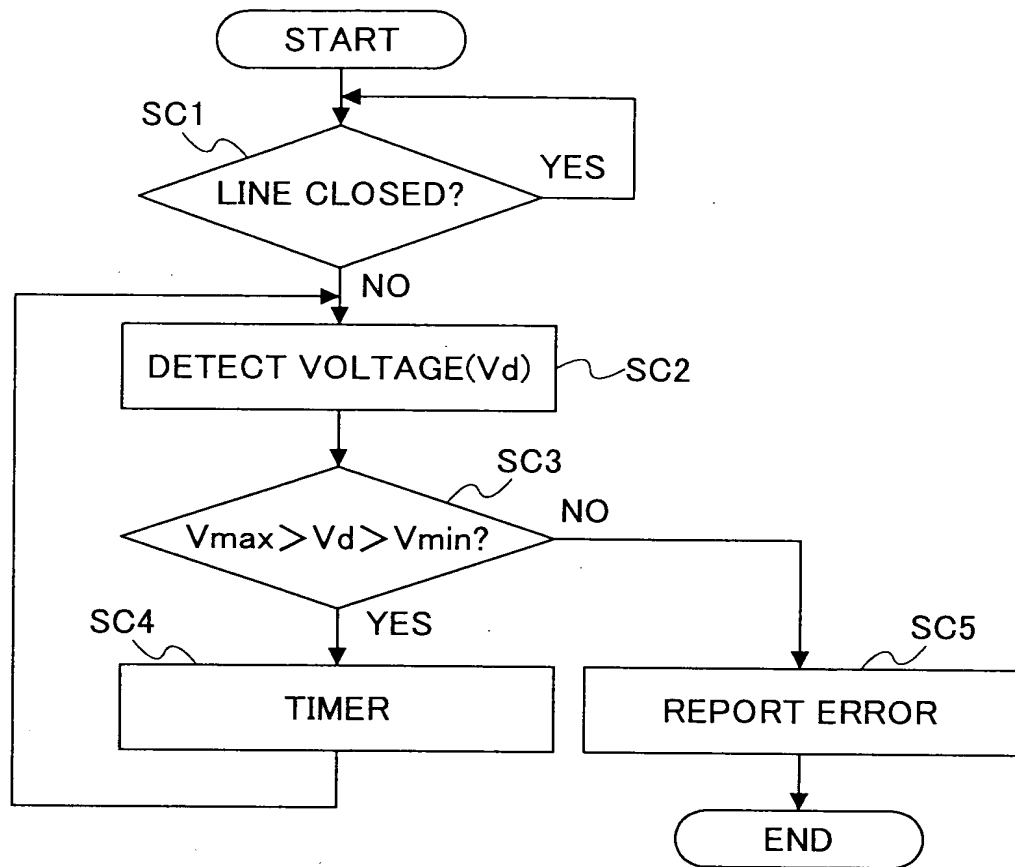 START
SC1
LINE CLOSED?
YES
NO
DETECT VOLTAGE(Vd)
SC2
SC3
Vmax＞Vd＞Vmin?
NO
YES
SC4
TIMER
SC5
REPORT ERROR
END